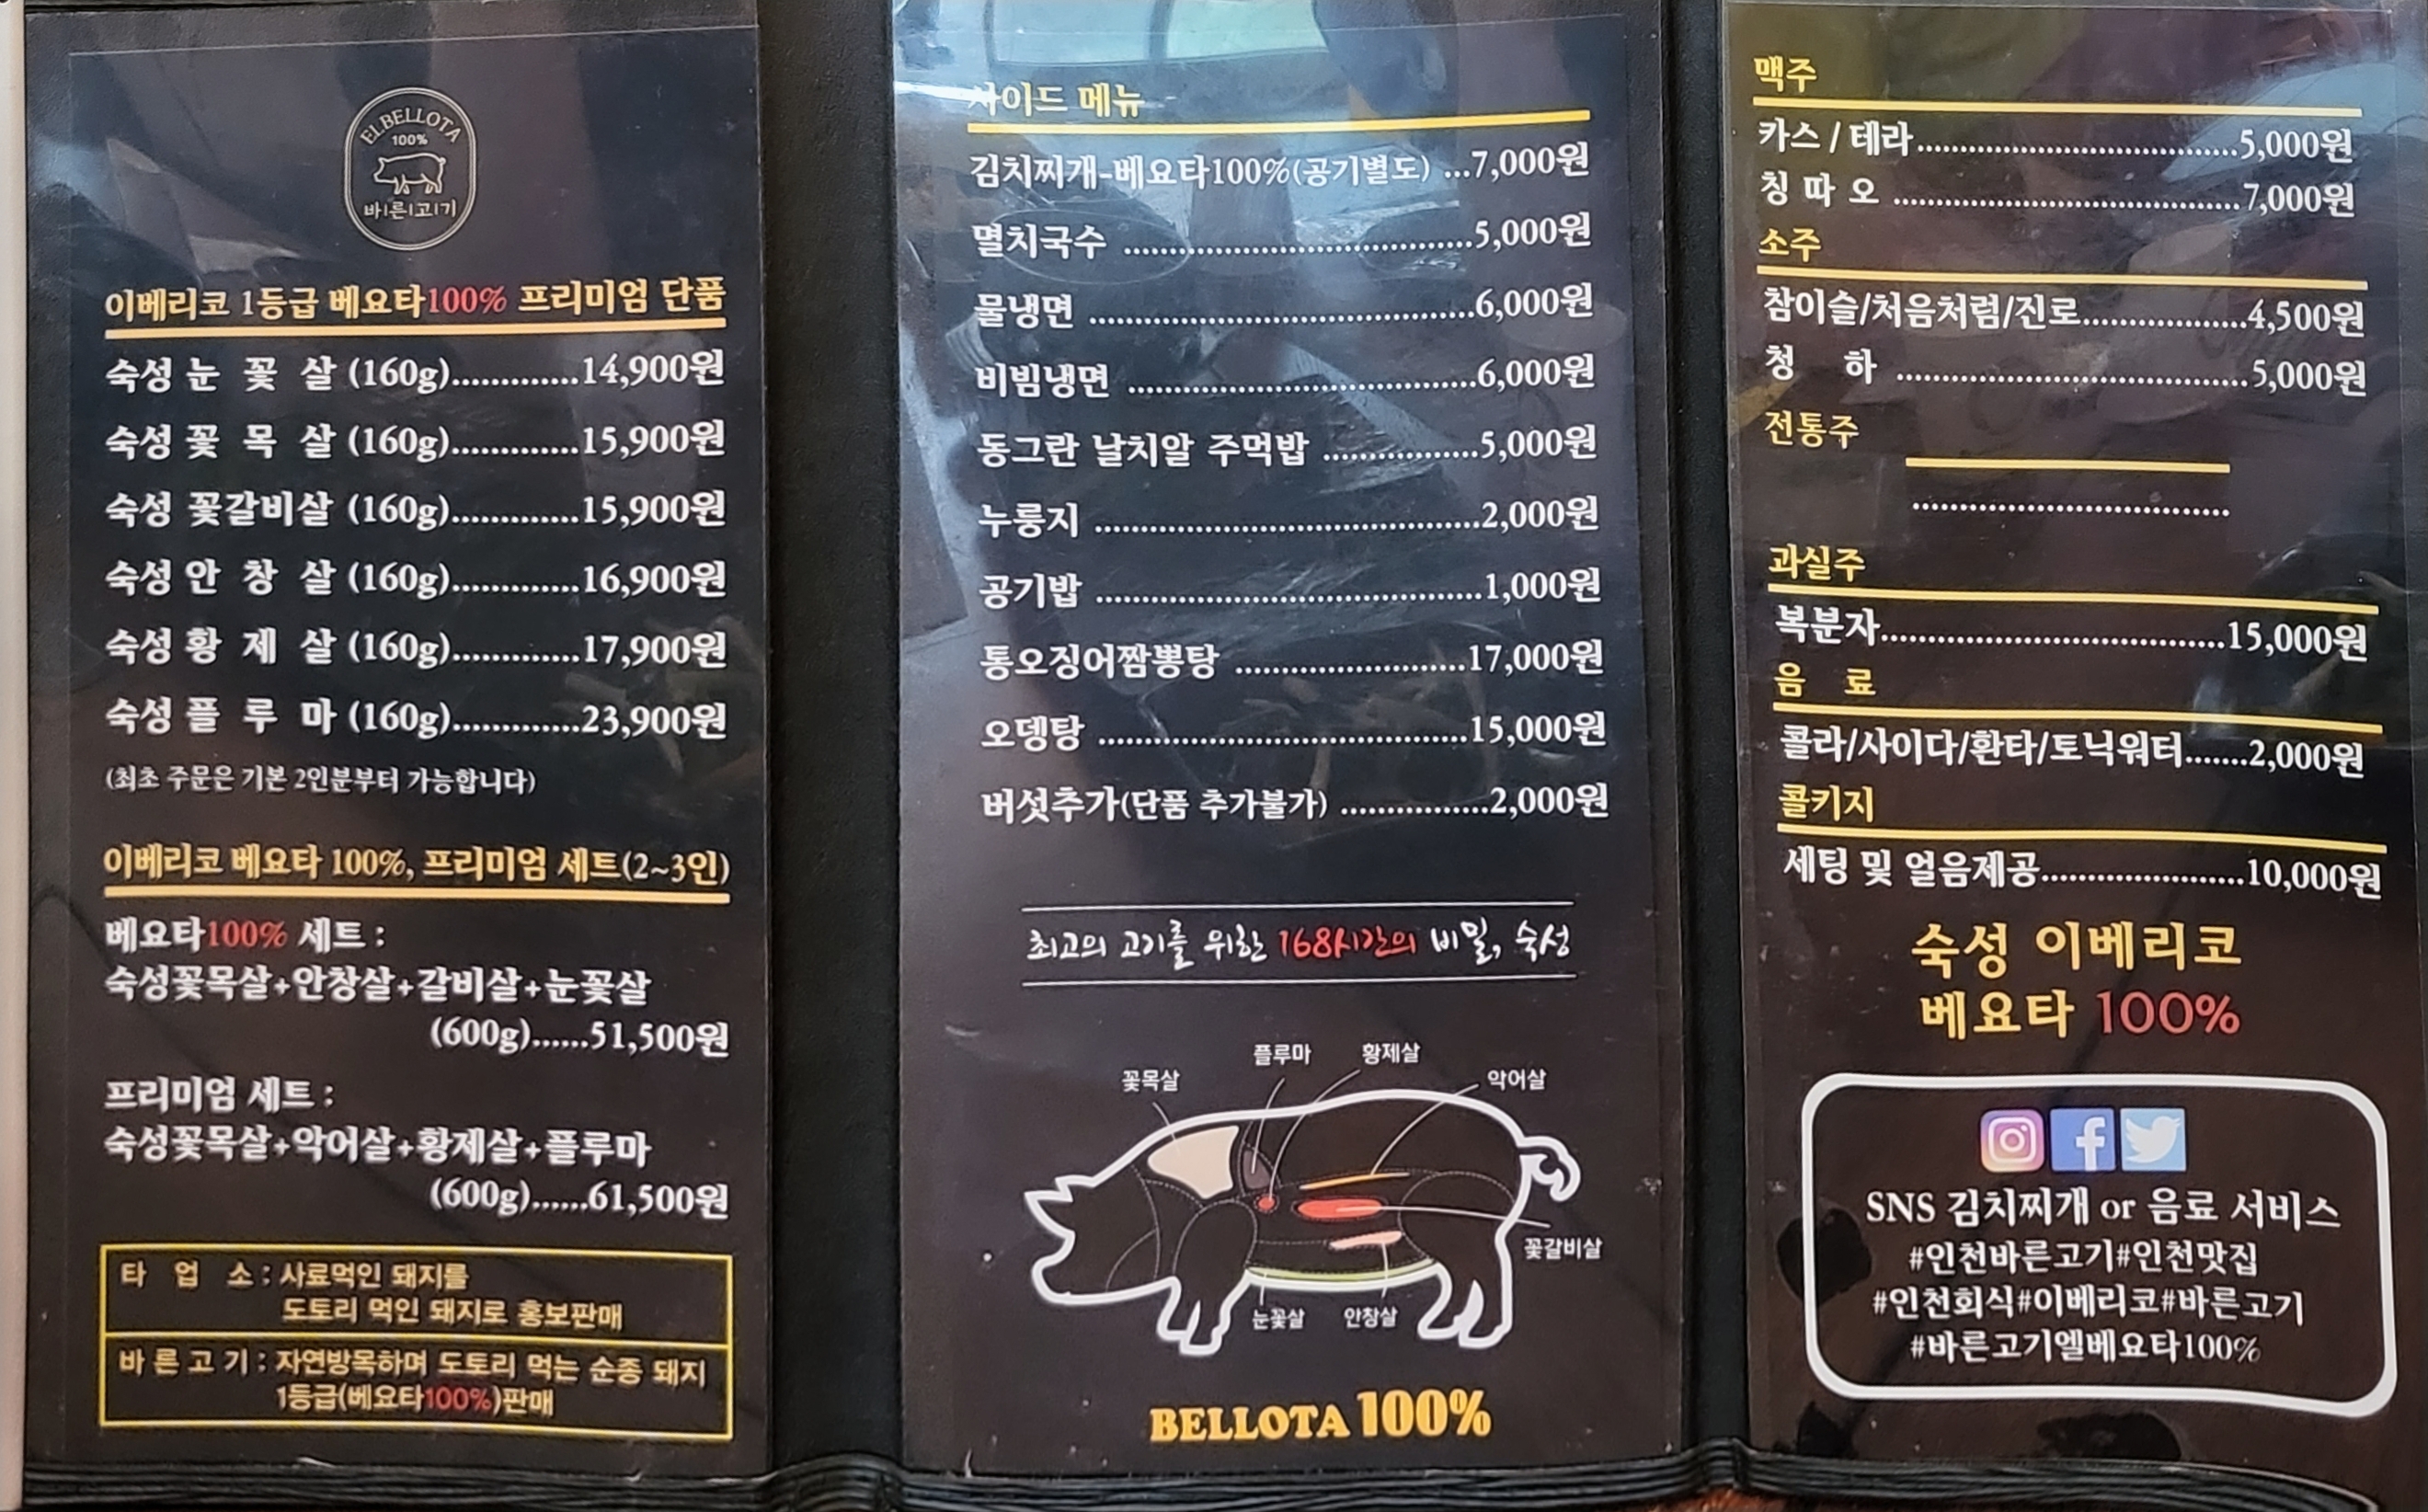 ELBELLOTA
100%
바|른|고|기
이베리코 1등급 베요타100% 프리미엄 단품
숙성 눈 꽃 살 (160g).............14,900원
숙성 꽃 목 살 (160g).............15,900원
숙성 꽃갈비살 (160g).............15,900원
숙성 안 창 살 (160g).............16,900원
숙성 황 제 살 (160g).............17,900원
숙성 플 루 마 (160g).............23,900원
(최초 주문은 기본 2인분부터 가능합니다)
이베리코 베요타 100%, 프리미엄 세트(2~3인)
베요타100% 세트 :
숙성꽃목살+안창살+갈비살+눈꽃살
(600g)......51,500원
프리미엄 세트 :
숙성꽃목살+악어살+황제살+플루마
(600g)......61,500원
타 업 소 : 사료먹인 돼지를
도토리 먹인 돼지로 홍보판매
바 른 고 기 : 자연방목하며 도토리 먹는 순종 돼지
1등급(베요타100%)판매
사이드 메뉴
김치찌개-베요타100%(공기별도) ...7,000원
멸치국수 ...................................5,000원
물냉면 .......................................6,000원
비빔냉면 ...................................6,000원
동그란 날치알 주먹밥 ................5,000원
누룽지 .......................................2,000원
공기밥 .......................................1,000원
통오징어짬뽕탕 .......................17,000원
오뎅탕 .....................................15,000원
버섯추가(단품 추가불가) ...............2,000원
최고의 고기를 위한 168시간의 비밀, 숙성
플루마 황제살
꽃목살 악어살
꽃갈비살
눈꽃살 안창살
BELLOTA 100%
맥주
카스 / 테라.................................5,000원
칭 따 오 ...................................7,000원
소주
참이슬/처음처럼/진로.................4,500원
청 하 ...................................5,000원
전통주
................................
과실주
복분자...................................15,000원
음 료
콜라/사이다/환타/토닉워터.......2,000원
콜키지
세팅 및 얼음제공.....................10,000원
숙성 이베리코
베요타 100%
SNS 김치찌개 or 음료 서비스
#인천바른고기#인천맛집
#인천회식#이베리코#바른고기
#바른고기엘베요타100%